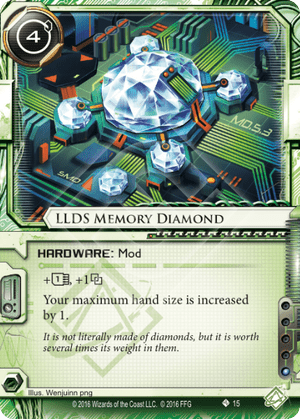 4
MD.5.3
SMD
LLDS Memory Diamond
HARDWARE: Mod
+1, +1
Your maximum hand size is increased
by 1.
It is not literally made of diamonds, but it is worth
several times its weight in them.
Illus. Wenjuinn png
© 2016 Wizards of the Coast LLC. © 2016 FFG
15